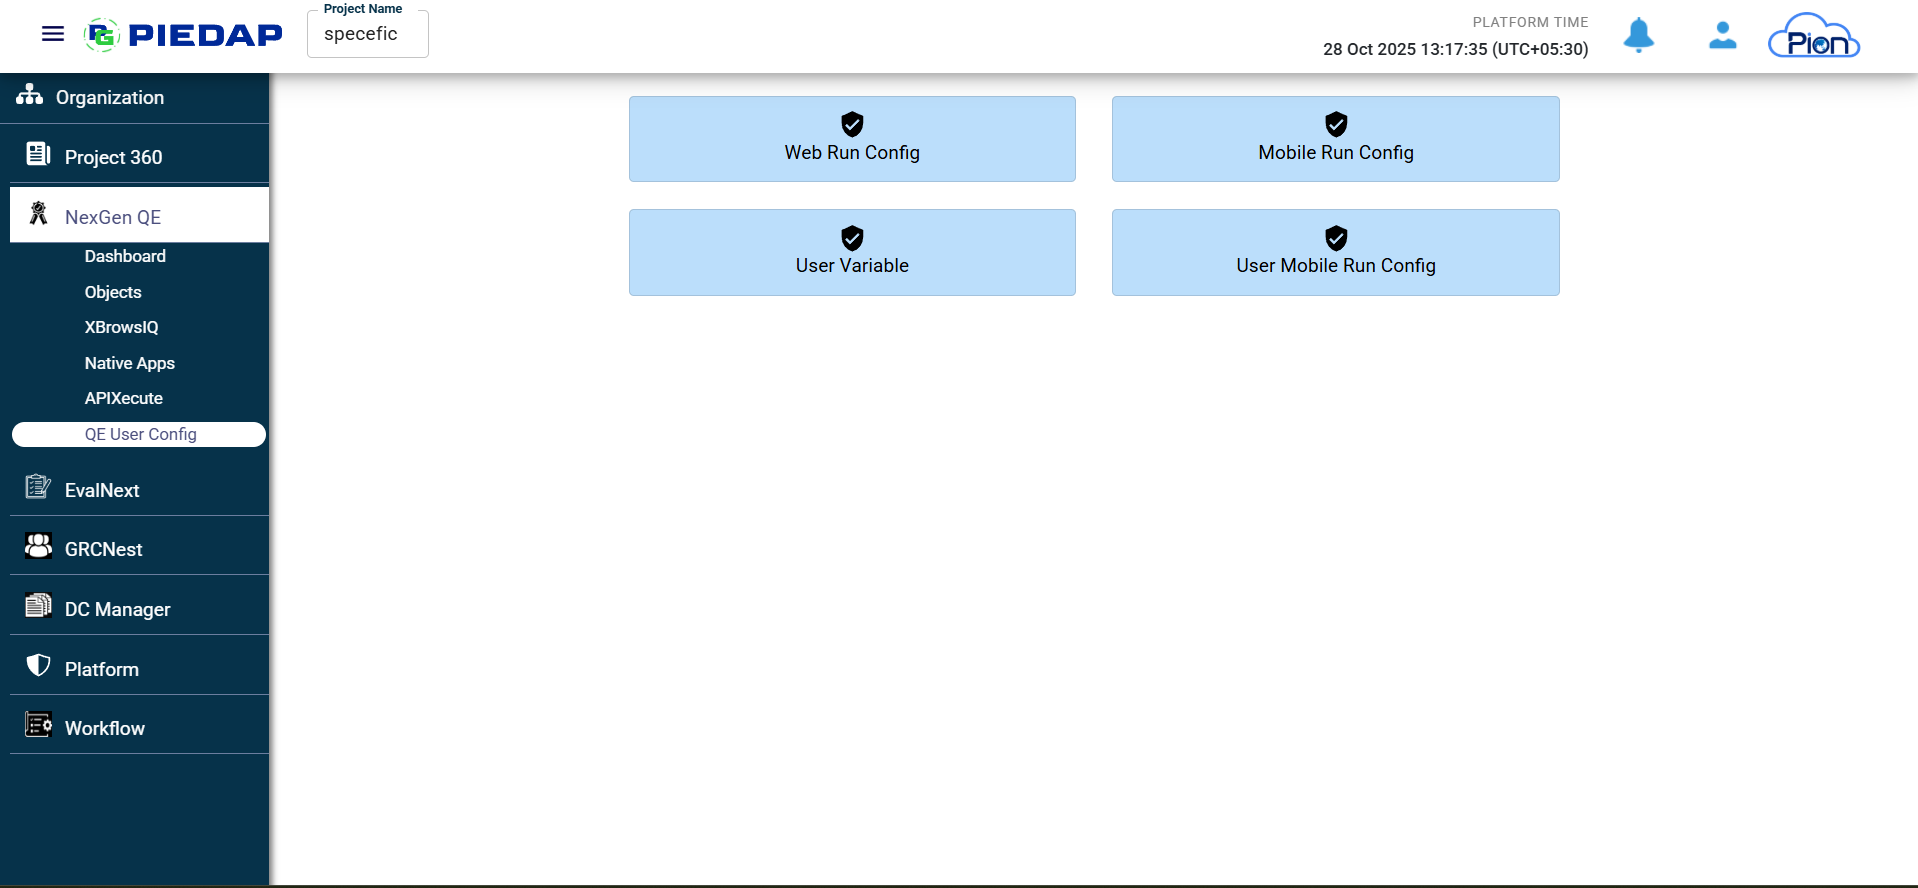 PG PIEDAP
Project Name
specefic
PLATFORM TIME
28 Oct 2025 13:17:35 (UTC+05:30)
Pion
Organization
Project 360
NexGen QE
Dashboard
Objects
XBrowsIQ
Native Apps
APIXecute
QE User Config
EvalNext
GRCNest
DC Manager
Platform
Workflow
Web Run Config
Mobile Run Config
User Variable
User Mobile Run Config